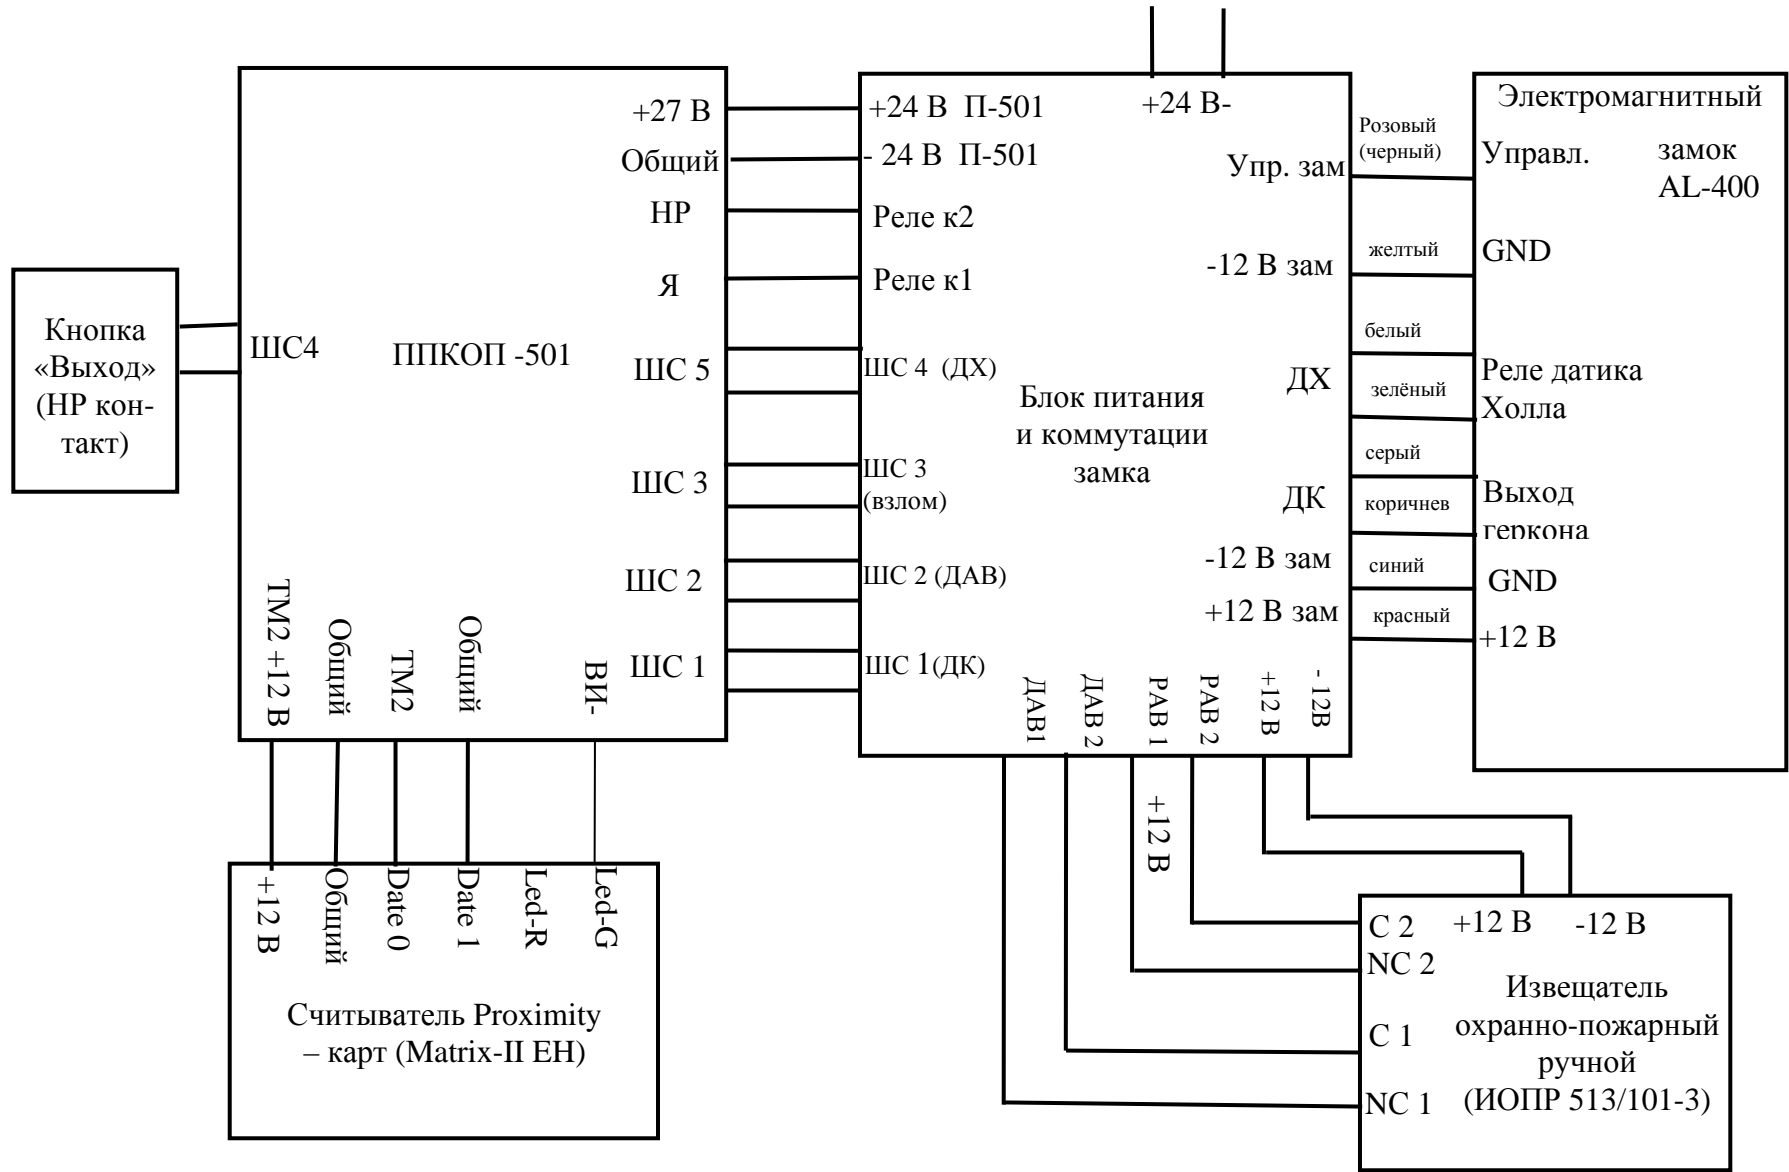 Кнопка
«Выход»
(НР кон-
такт)
+27 В
Общий
НР
Я
ШС4
ППКОП -501
ШС 5
ШС 3
ШС 2
ШС 1
ТМ2 +12 В
Общий
ТМ2
Общий
ВИ-
+12 В
Общий
Date 0
Date 1
Led-R
Led-G
Считыватель Proximity
– карт (Matrix-II EH)
+24 В П-501
- 24 В П-501
Реле к2
Реле к1
ШС 4 (ДХ)
ШС 3
(взлом)
ШС 2 (ДАВ)
ШС 1(ДК)
+24 В-
Упр. зам
-12 В зам
ДХ
Блок питания
и коммутации
замка
ДК
-12 В зам
+12 В зам
ДАВ1
ДАВ 2
РАВ 1
РАВ 2
+12 В
- 12В
+12 В
Розовый
(черный)
желтый
белый
зелёный
серый
коричнев
синий
красный
Электромагнитный
Управл. замок
AL-400
GND
Реле датика
Холла
Выход
геркона
GND
+12 В
С 2 +12 В -12 В
NC 2
С 1
NC 1
Извещатель
охранно-пожарный
ручной
(ИОПР 513/101-3)